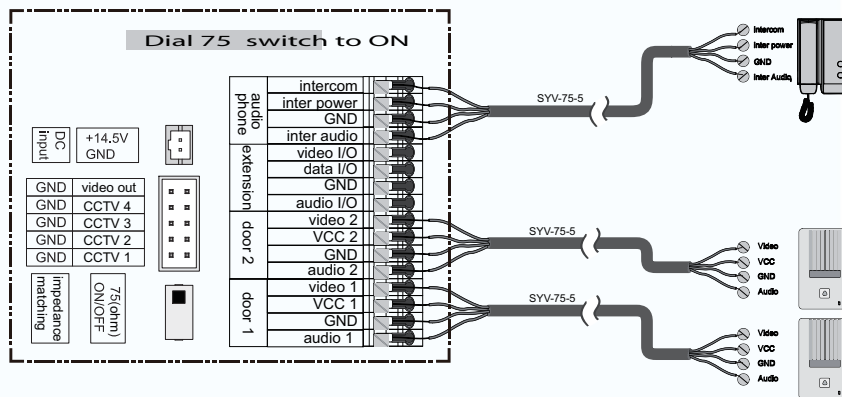 Dial 75 switch to ON
audio phone
intercom
inter power
GND
inter audio
extension
video I/O
data I/O
GND
audio I/O
door 2
video 2
VCC 2
GND
audio 2
door 1
video 1
VCC 1
GND
audio 1
DC input
+14.5V
GND
GND video out
GND CCTV 4
GND CCTV 3
GND CCTV 2
GND CCTV 1
impedance matching
75(ohm)
ON/OFF
SYV-75-5
Intercom
Inter power
GND
Inter Audio
SYV-75-5
Video
VCC
GND
Audio
SYV-75-5
Video
VCC
GND
Audio